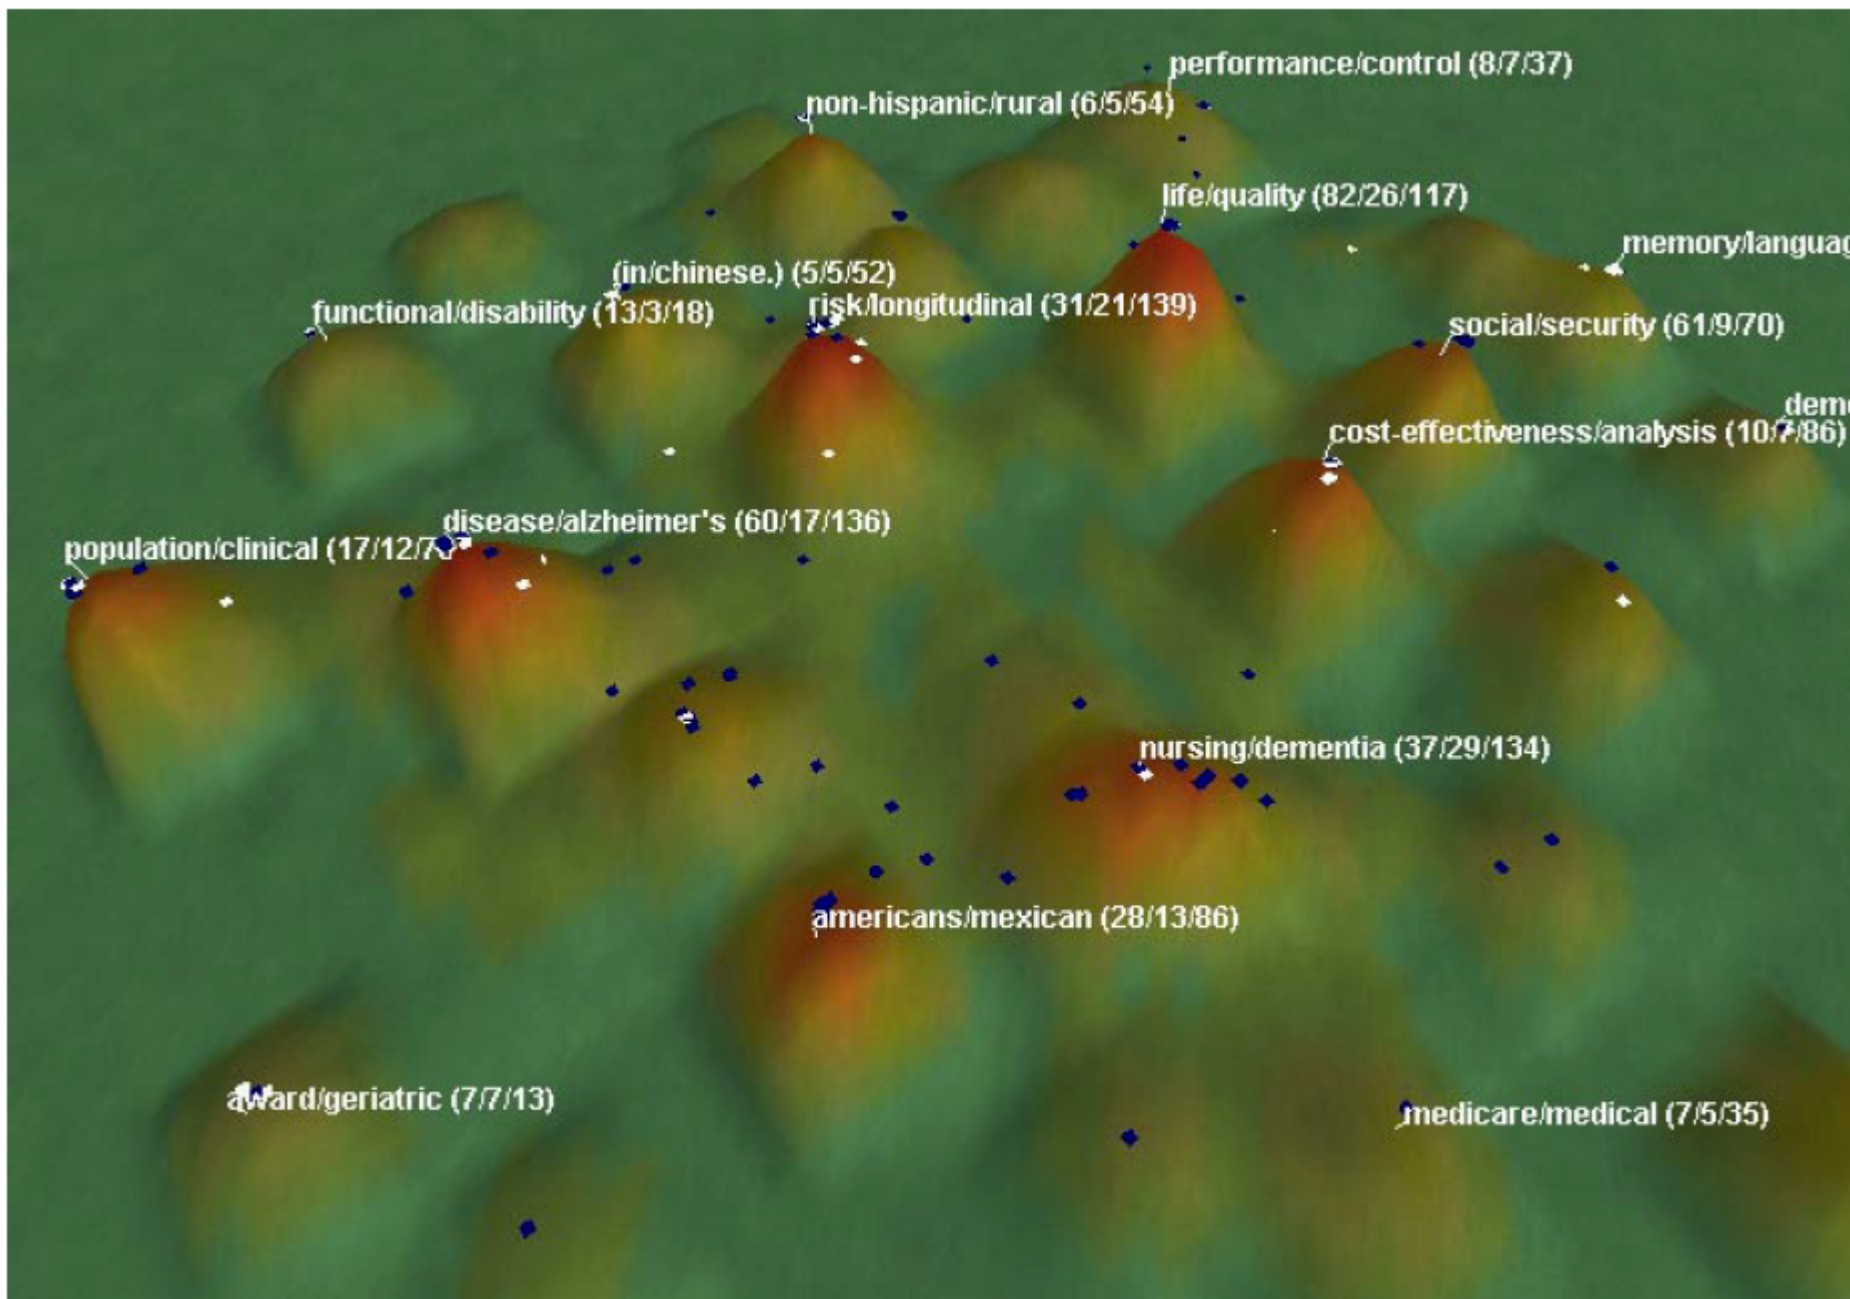 performance/control (8/7/37)
non-hispanic/rural (6/5/54)
life/quality (82/26/117)
memory/languag
(in/chinese.) (5/5/52)
functional/disability (13/3/18)
risk/longitudinal (31/21/139)
social/security (61/9/70)
deme
cost-effectiveness/analysis (10/7/86)
disease/alzheimer's (60/17/136)
population/clinical (17/12/7
nursing/dementia (37/29/134)
americans/mexican (28/13/86)
award/geriatric (7/7/13)
medicare/medical (7/5/35)